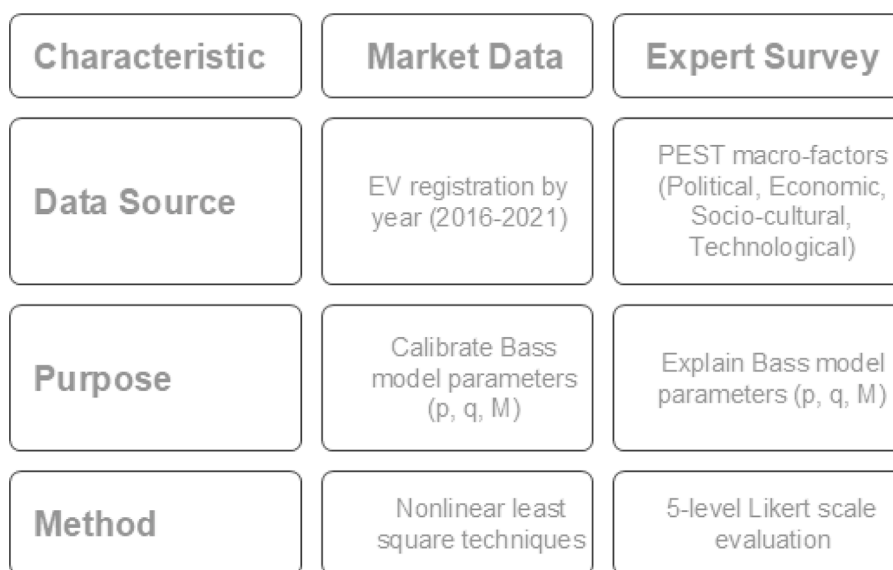 Characteristic
Market Data
Expert Survey
Data Source
EV registration by
year (2016-2021)
PEST macro-factors
(Political, Economic,
Socio-cultural,
Technological)
Purpose
Calibrate Bass
model parameters
(p, q, M)
Explain Bass model
parameters (p, q, M)
Method
Nonlinear least
square techniques
5-level Likert scale
evaluation